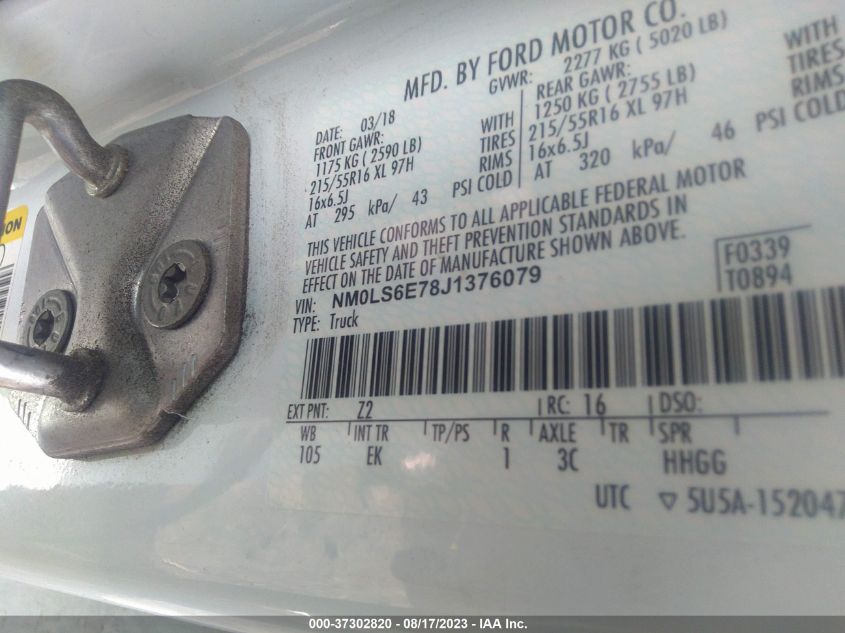 MFD. BY FORD MOTOR CO.
DATE: 03/18
GVWR: 2277 KG ( 5020 LB)
FRONT GAWR:
1175 KG ( 2590 LB)
WITH
215/55R16 XL 97H
TIRES
16x6.5J
RIMS
AT 295 kPa/ 43 PSI COLD
REAR GAWR:
1250 KG ( 2755 LB)
WITH
215/55R16 XL 97H
TIRES
16x6.5J
RIMS
AT 320 kPa/ 46 PSI COLD
THIS VEHICLE CONFORMS TO ALL APPLICABLE FEDERAL MOTOR
VEHICLE SAFETY AND THEFT PREVENTION STANDARDS IN
EFFECT ON THE DATE OF MANUFACTURE SHOWN ABOVE.
VIN: NM0LS6E78J1376079
F0339
T0894
TYPE: Truck
EXT PNT: Z2 RC: 16 DSO:
WB INT TR TP/PS R AXLE TR SPR
105 EK 1 3C HHGG
UTC ▽ 5U5A-152047
000-37302820 - 08/17/2023 - IAA Inc.